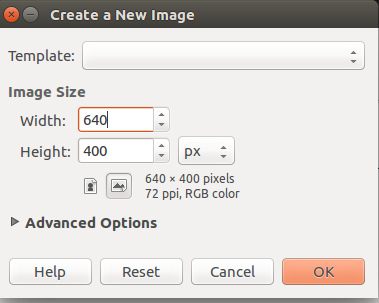 Create a New Image
Template:
Image Size
Width: 640
Height: 400 px
640 × 400 pixels
72 ppi, RGB color
Advanced Options
Help Reset Cancel OK